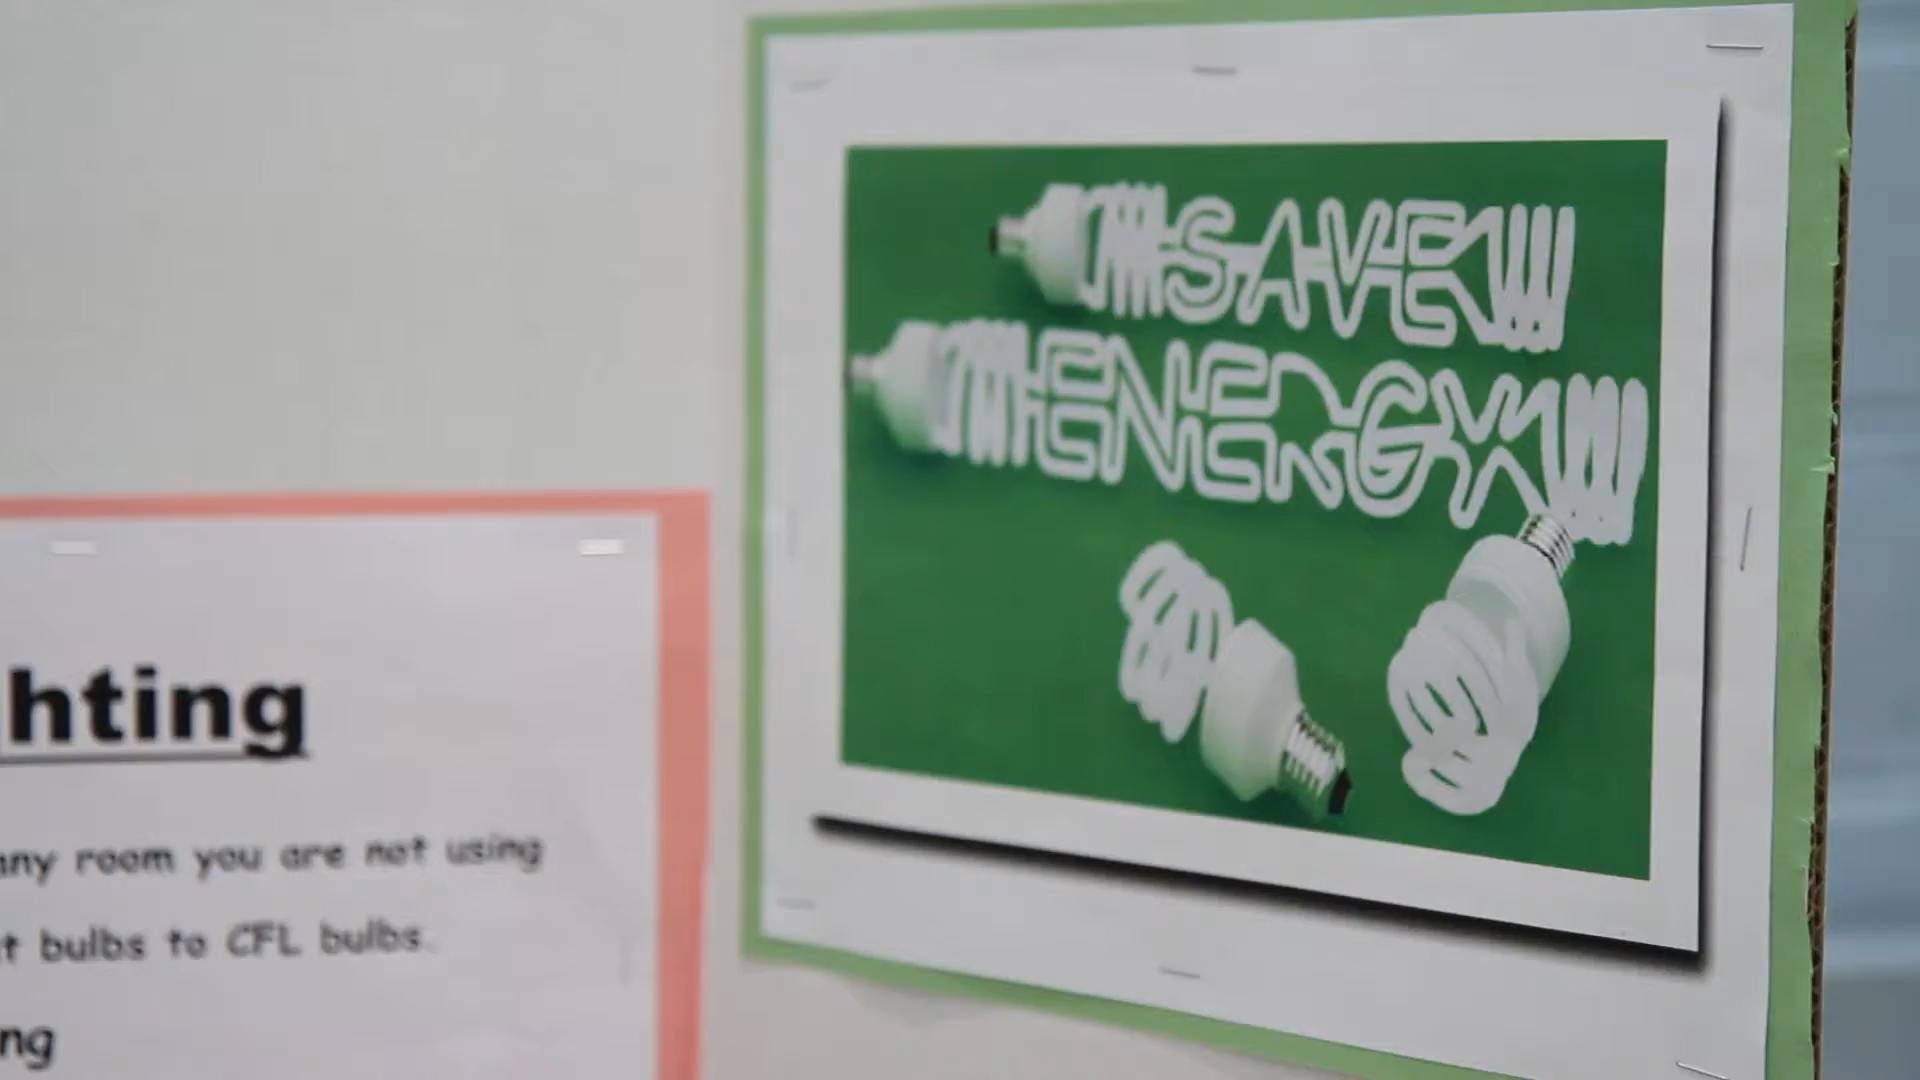 SAVE
ENERGY
hting
any room you are not using
t bulbs to CFL bulbs.
ng